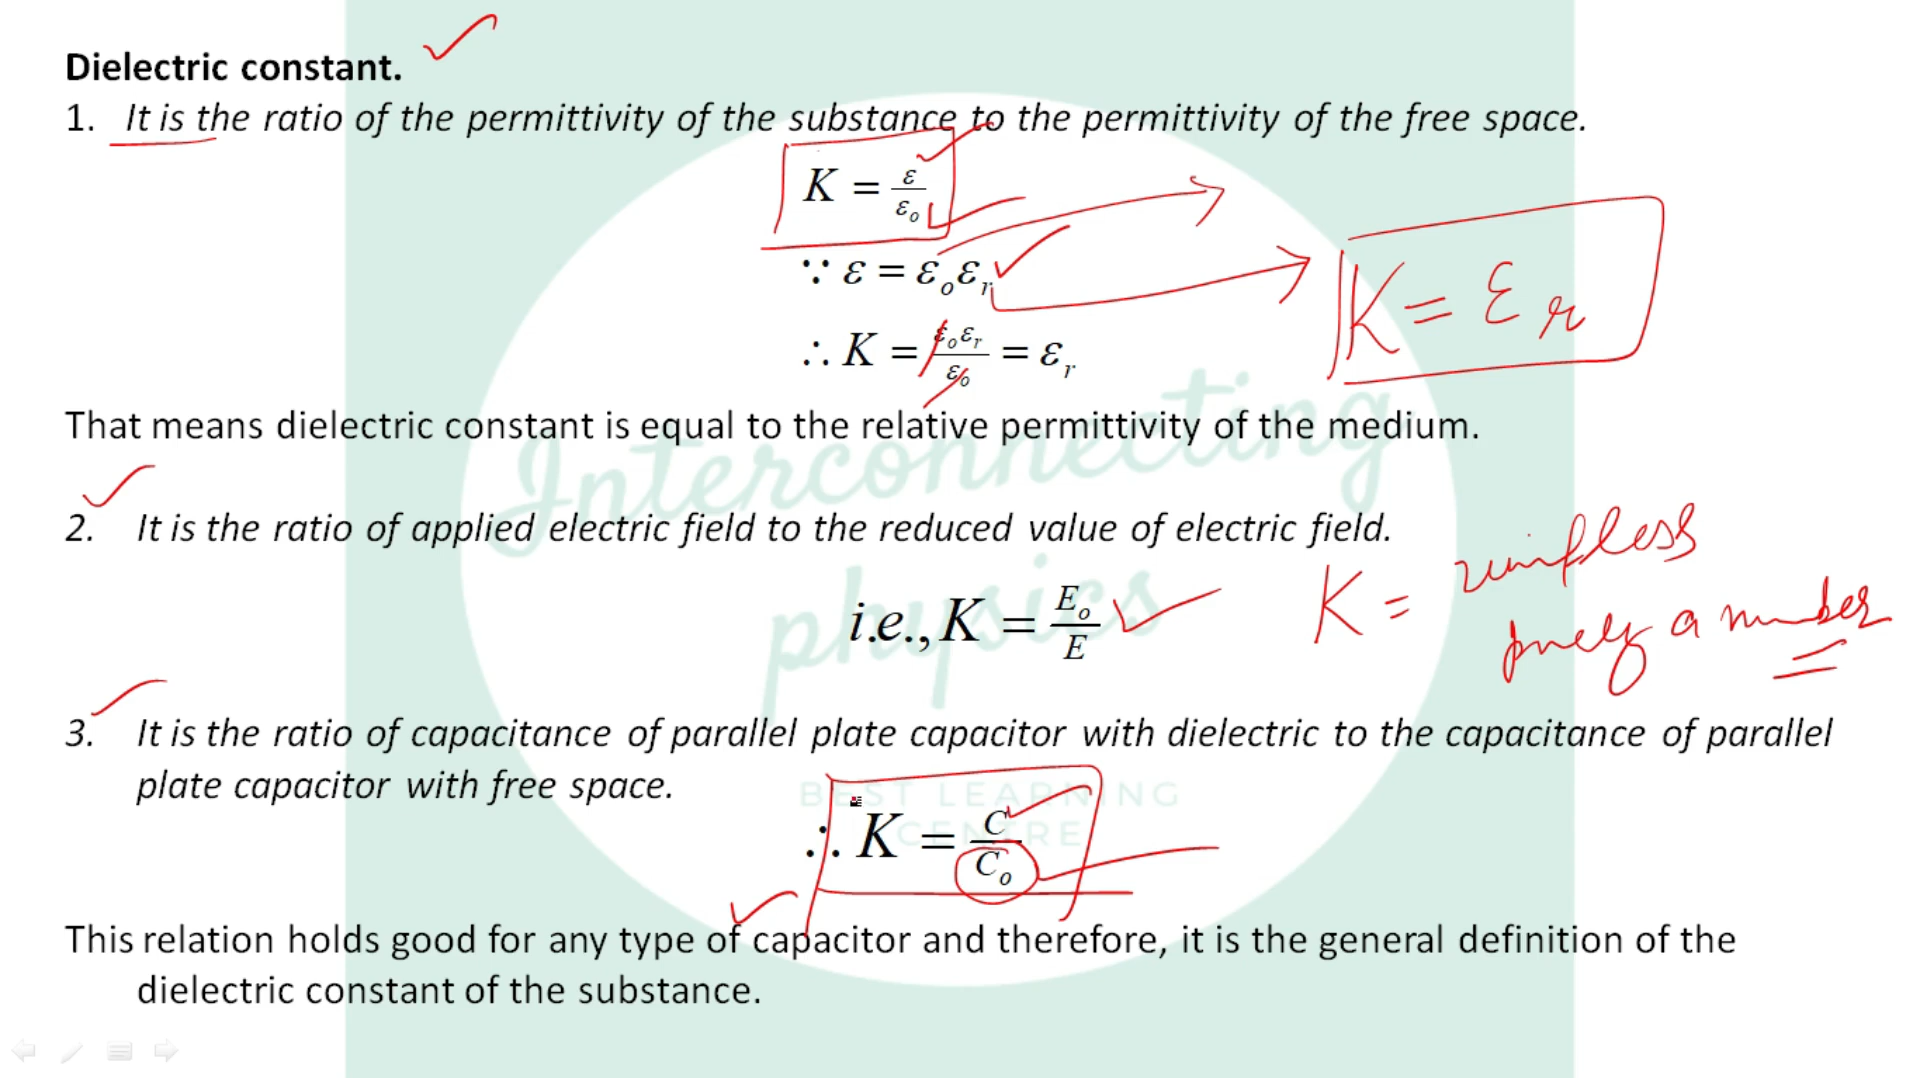 Dielectric constant.
1. It is the ratio of the permittivity of the substance to the permittivity of the free space.
K = ε/εₒ
∵ ε = εₒεᵣ
K = εᵣ
∴ K = εₒεᵣ/εₒ = εᵣ
That means dielectric constant is equal to the relative permittivity of the medium.
2. It is the ratio of applied electric field to the reduced value of electric field.
i.e., K = Eₒ/E
K = unitless
purely a number
3. It is the ratio of capacitance of parallel plate capacitor with dielectric to the capacitance of parallel
plate capacitor with free space.
∴ K = C/Cₒ
This relation holds good for any type of capacitor and therefore, it is the general definition of the
dielectric constant of the substance.
Interconnecting
physics
BEST LEARNING
CENTRE